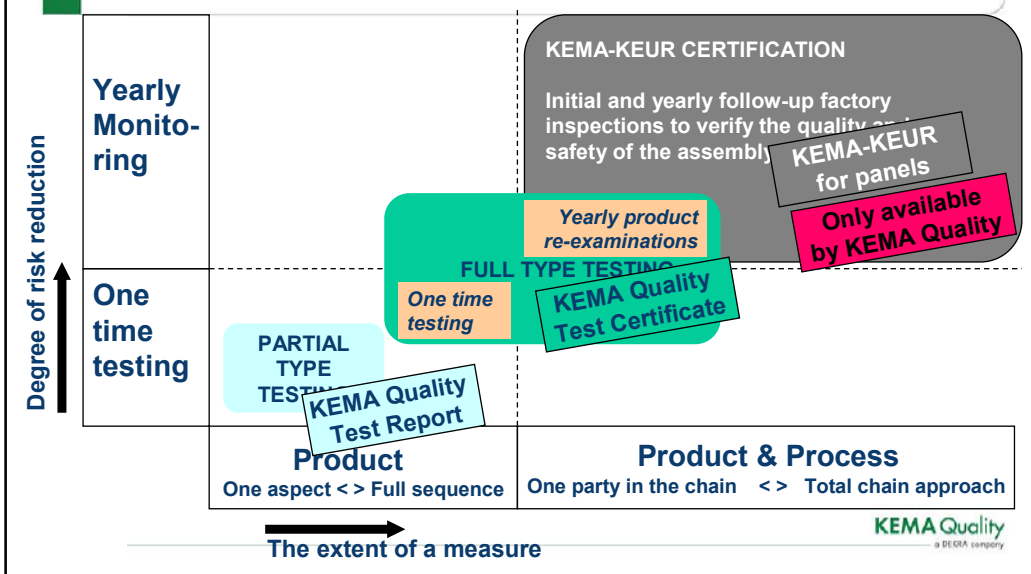 KEMA-KEUR CERTIFICATION
Initial and yearly follow-up factory
inspections to verify the quality
safety of the assembly
KEMA-KEUR
for panels
Only available
by KEMA Quality
Yearly
Monito-
ring
Yearly product
re-examinations
FULL TYPE TESTING
One time
testing
KEMA Quality
Test Certificate
One
time
testing
PARTIAL
TYPE
KEMA Quality
Test Report
Degree of risk reduction
Product
One aspect < > Full sequence
Product & Process
One party in the chain < > Total chain approach
The extent of a measure
KEMA Quality
a DEKRA company